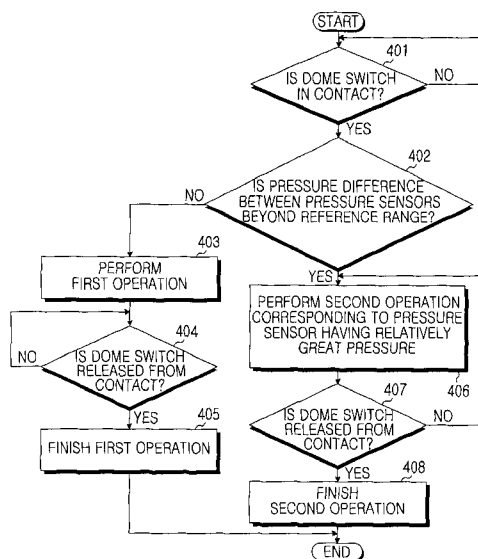 START
401
IS DOME SWITCH
IN CONTACT?
NO
YES
402
IS PRESSURE DIFFERENCE
BETWEEN PRESSURE SENSORS
BEYOND REFERENCE RANGE?
NO
403
PERFORM
FIRST OPERATION
YES
PERFORM SECOND OPERATION
CORRESPONDING TO PRESSURE
SENSOR HAVING RELATIVELY
GREAT PRESSURE
406
404
IS DOME SWITCH
RELEASED FROM
CONTACT?
NO
YES
405
FINISH FIRST OPERATION
407
IS DOME SWITCH
RELEASED FROM
CONTACT?
NO
YES
408
FINISH
SECOND OPERATION
END